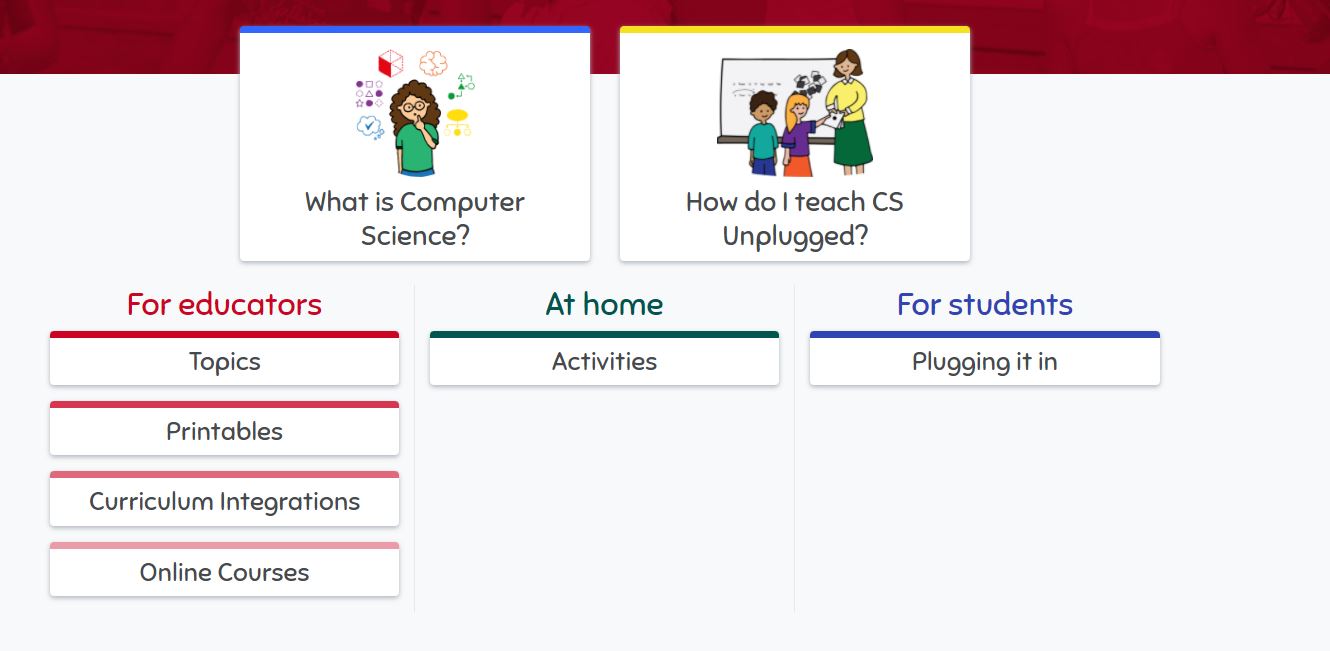 What is Computer
Science?
How do I teach CS
Unplugged?
For educators
Topics
Printables
Curriculum Integrations
Online Courses
At home
Activities
For students
Plugging it in